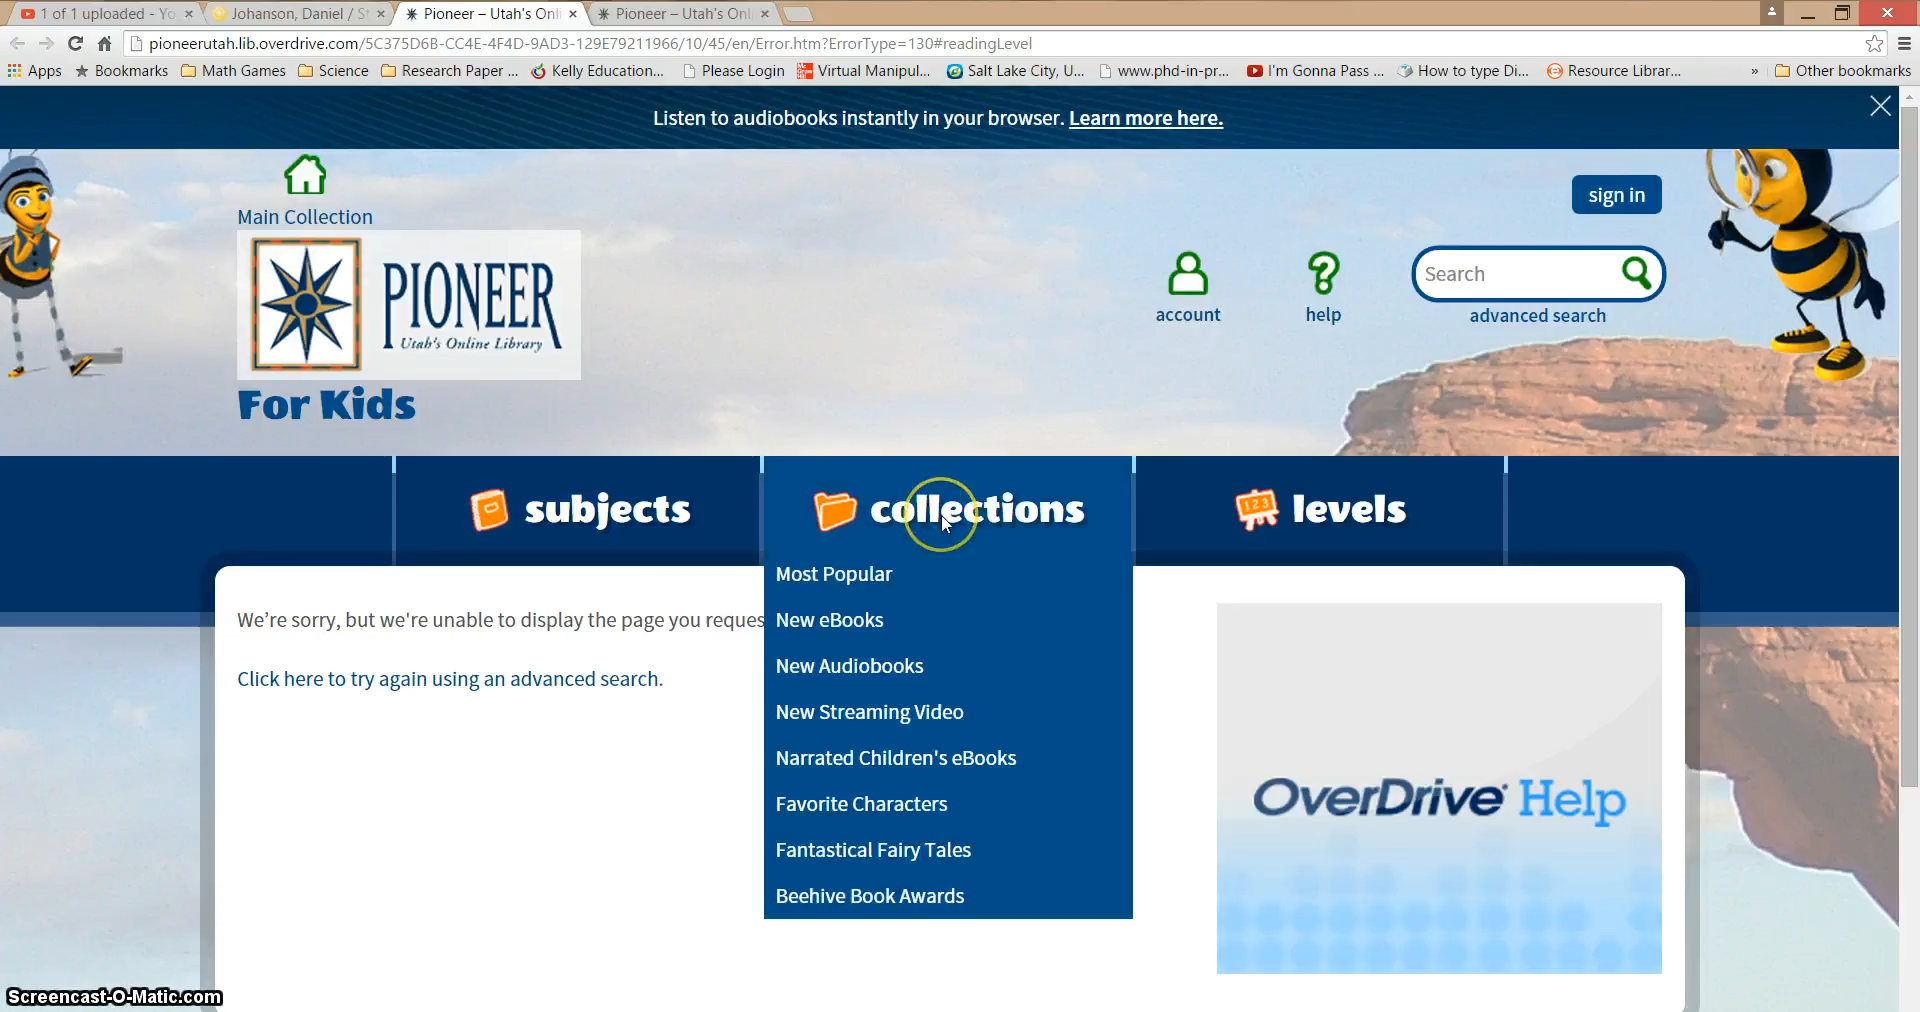 1 of 1 uploaded - Yo
Johanson, Daniel / St
Pioneer – Utah's Onli
Pioneer – Utah's Onli
pioneerutah.lib.overdrive.com/5C375D6B-CC4E-4F4D-9AD3-129E79211966/10/45/en/Error.htm?ErrorType=130#readingLevel
Apps Bookmarks Math Games Science Research Paper ... Kelly Education... Please Login Virtual Manipul... Salt Lake City, U... www.phd-in-pr... I'm Gonna Pass ... How to type Di... Resource Librar... » Other bookmarks
Listen to audiobooks instantly in your browser. Learn more here.
Main Collection
sign in
PIONEER
Utah's Online Library
For Kids
account
help
Search
advanced search
subjects
collections
levels
Most Popular
New eBooks
New Audiobooks
New Streaming Video
Narrated Children's eBooks
Favorite Characters
Fantastical Fairy Tales
Beehive Book Awards
We’re sorry, but we're unable to display the page you reques
Click here to try again using an advanced search.
OverDrive Help
Screencast-O-Matic.com